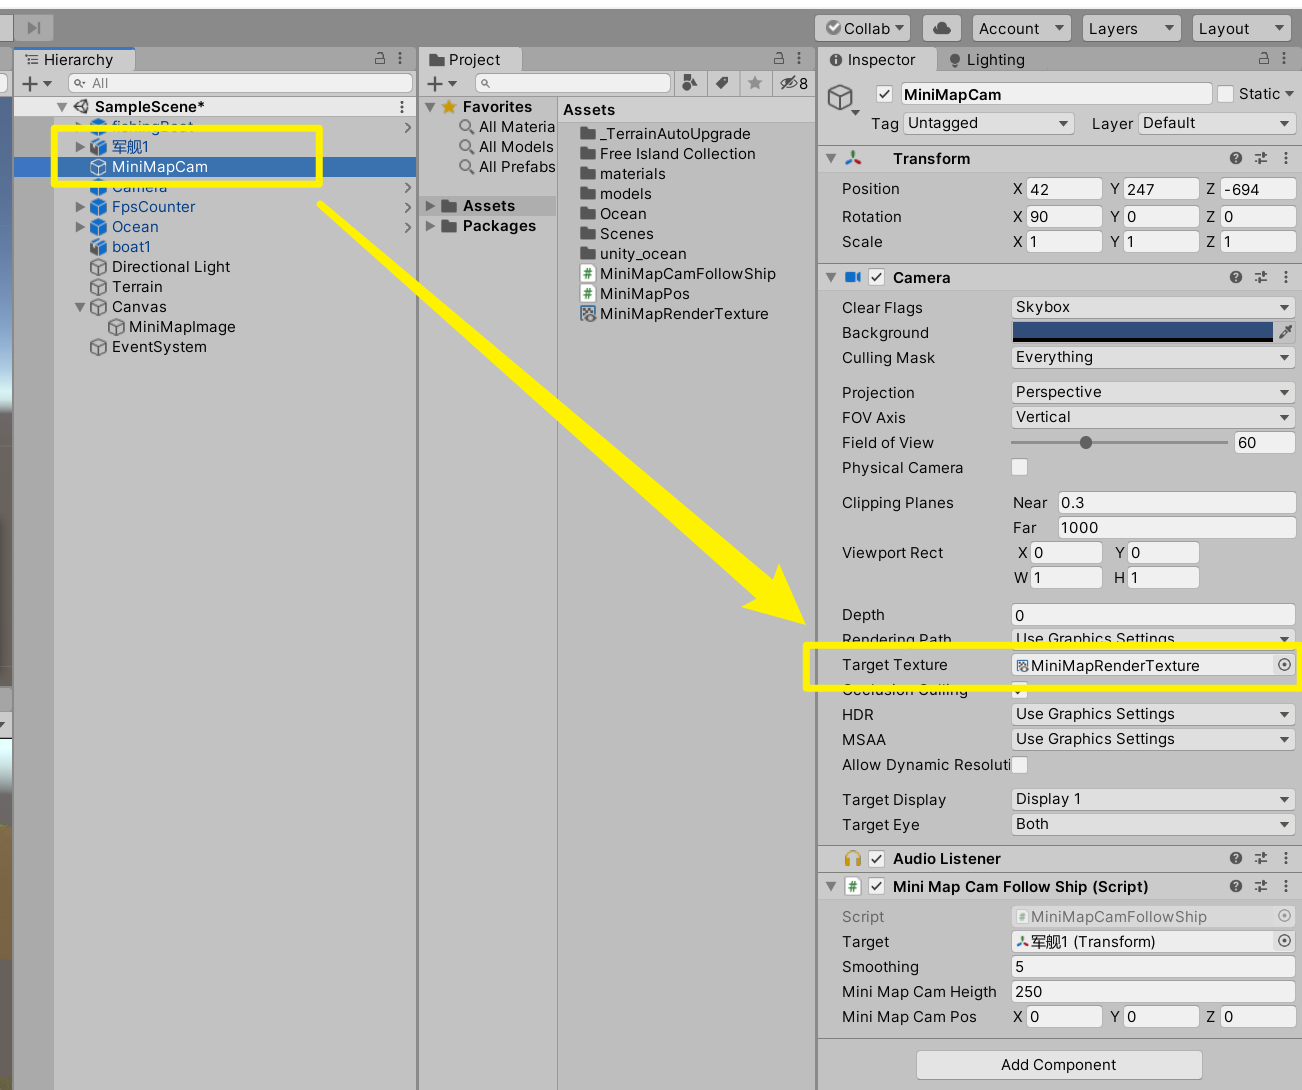 Collab
Account
Layers
Layout
Hierarchy
All
SampleScene*
fishingBoat
军舰1
MiniMapCam
Camera
FpsCounter
Ocean
boat1
Directional Light
Terrain
Canvas
MiniMapImage
EventSystem
Project
8
Favorites
All Materia
All Models
All Prefabs
Assets
Packages
Assets
_TerrainAutoUpgrade
Free Island Collection
materials
models
Ocean
Scenes
unity_ocean
MiniMapCamFollowShip
MiniMapPos
MiniMapRenderTexture
Inspector
Lighting
MiniMapCam
Static
Tag Untagged Layer Default
Transform
Position X 42 Y 247 Z -694
Rotation X 90 Y 0 Z 0
Scale X 1 Y 1 Z 1
Camera
Clear Flags Skybox
Background
Culling Mask Everything
Projection Perspective
FOV Axis Vertical
Field of View 60
Physical Camera
Clipping Planes Near 0.3
Far 1000
Viewport Rect X 0 Y 0
W 1 H 1
Depth 0
Rendering Path Use Graphics Settings
Target Texture MiniMapRenderTexture
Occlusion Culling
HDR Use Graphics Settings
MSAA Use Graphics Settings
Allow Dynamic Resoluti
Target Display Display 1
Target Eye Both
Audio Listener
# Mini Map Cam Follow Ship (Script)
Script # MiniMapCamFollowShip
Target 军舰1 (Transform)
Smoothing 5
Mini Map Cam Heigth 250
Mini Map Cam Pos X 0 Y 0 Z 0
Add Component